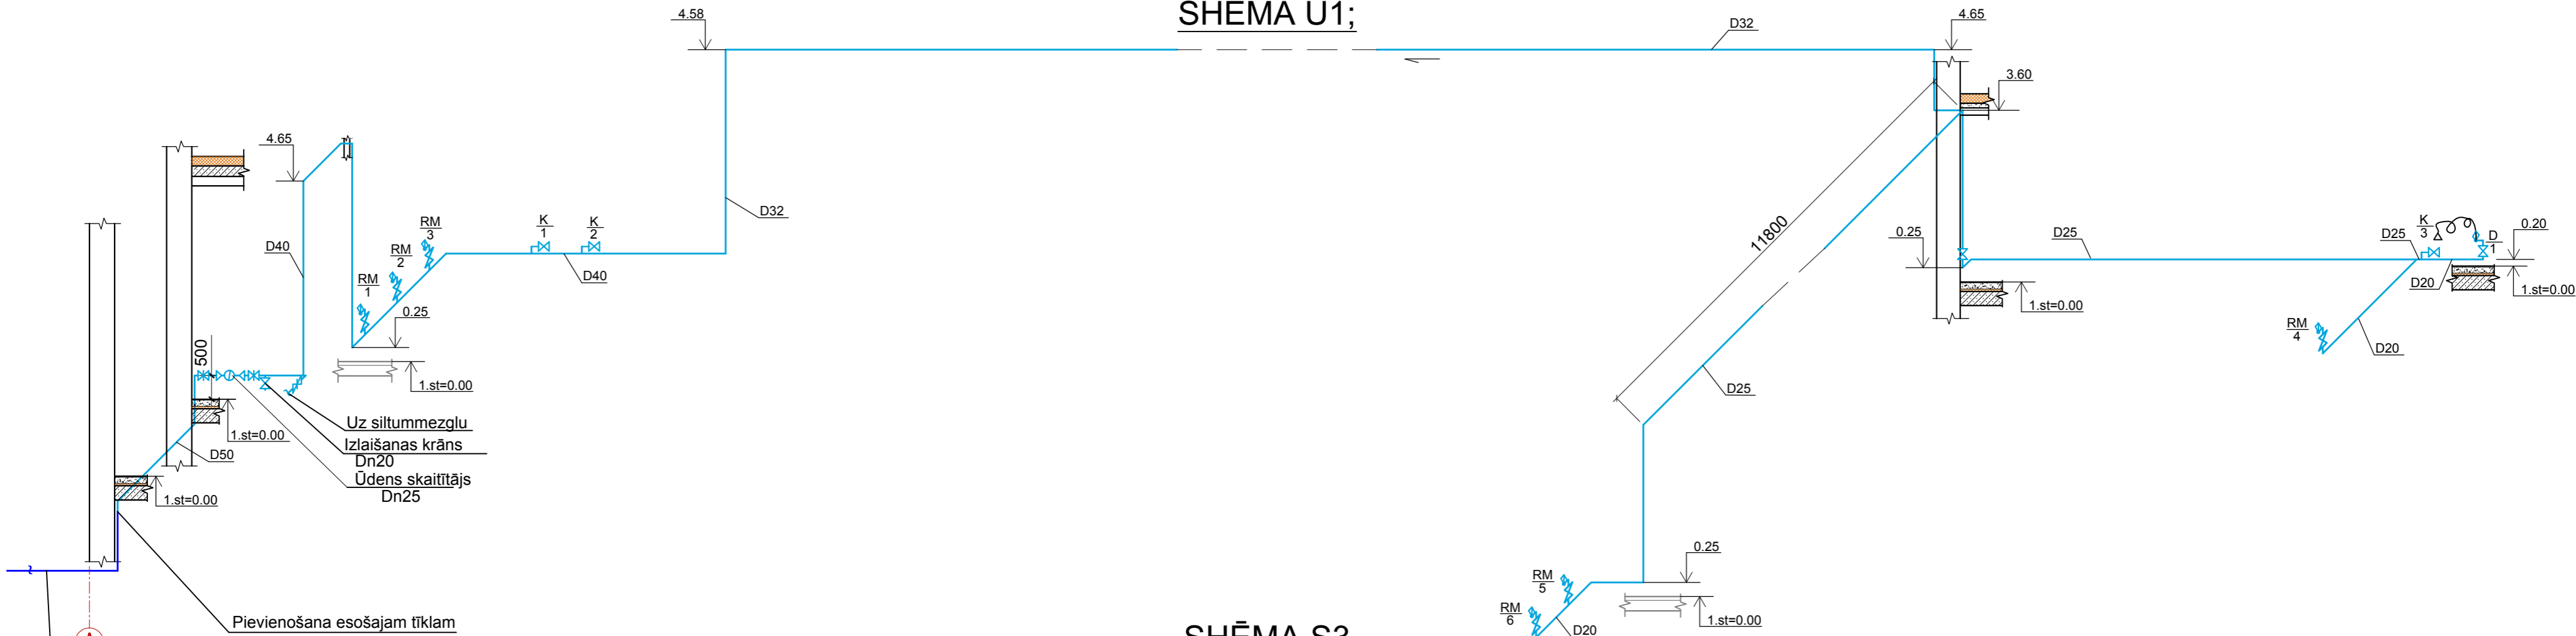 SHĒMA U1;
4.58
D32
4.65
3.60
4.65
D32
D40
RM
3
RM
2
RM
1
K
1
K
2
D40
0.25
1.st=0.00
500
1.st=0.00
D50
1.st=0.00
Uz siltummezglu
Izlaišanas krāns
Dn20
Ūdens skaitītājs
Dn25
Pievienošana esošajam tīklam
A
11800
0.25
D25
1.st=0.00
D25
K
3
D
1
0.20
D20
1.st=0.00
RM
4
D20
D25
0.25
RM
5
RM
6
D20
1.st=0.00
SHĒMA S3